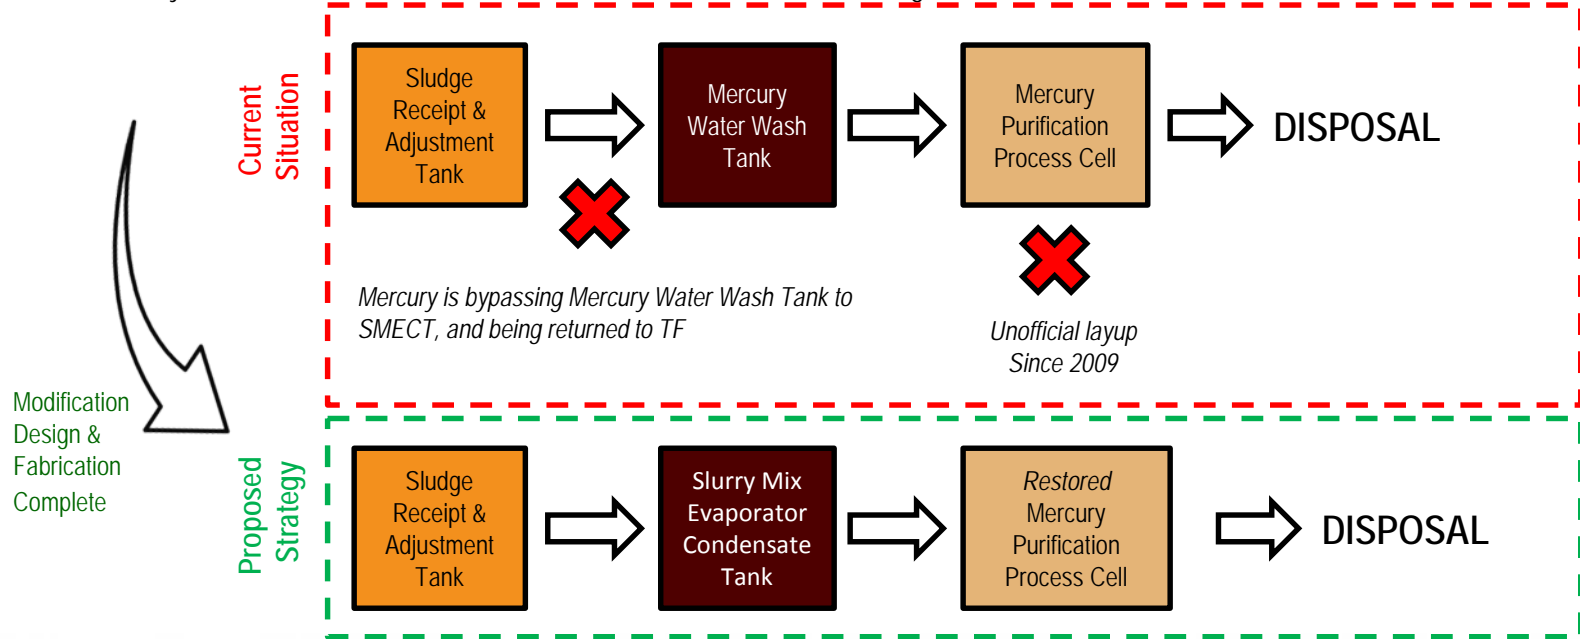 Current
Situation
Sludge
Receipt &
Adjustment
Tank
Mercury
Water Wash
Tank
Mercury
Purification
Process Cell
DISPOSAL
Mercury is bypassing Mercury Water Wash Tank to
SMECT, and being returned to TF
Unofficial layup
Since 2009
Modification
Design &
Fabrication
Complete
Proposed
Strategy
Sludge
Receipt &
Adjustment
Tank
Slurry Mix
Evaporator
Condensate
Tank
Restored
Mercury
Purification
Process Cell
DISPOSAL